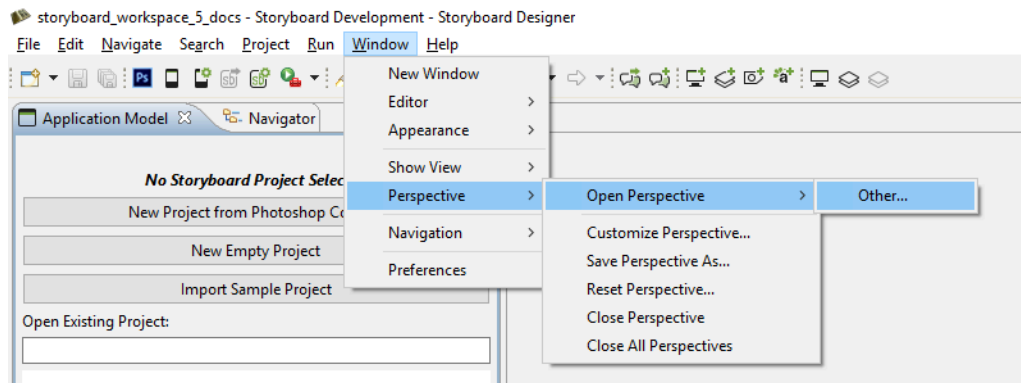 storyboard_workspace_5_docs - Storyboard Development - Storyboard Designer
File Edit Navigate Search Project Run Window Help
Ps
sb
"a"
Application Model
Navigator
New Window
Editor
Appearance
Show View
Perspective
Navigation
Preferences
Open Perspective
Customize Perspective...
Save Perspective As...
Reset Perspective...
Close Perspective
Close All Perspectives
Other...
No Storyboard Project Selec
New Project from Photoshop Co
New Empty Project
Import Sample Project
Open Existing Project: